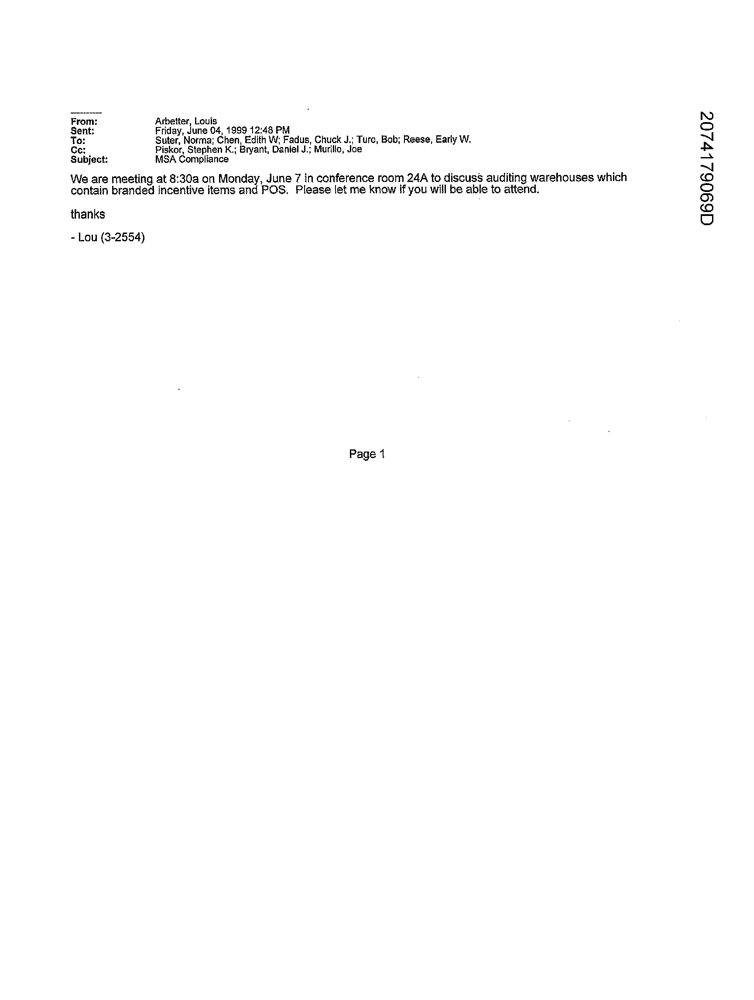 From: Arbetter, Louis
Sent: Friday, June 04, 1999 12:48 PM
To: Suter, Norma; Chen, Edith W; Fadus, Chuck J.; Turo, Bob; Reese, Early W.
Cc: Piskor, Stephen K.; Bryant, Daniel J.; Murillo, Joe
Subject: MSA Compliance
We are meeting at 8:30a on Monday, June 7 in conference room 24A to discuss auditing warehouses which
contain branded incentive items and POS. Please let me know if you will be able to attend.
thanks
- Lou (3-2554)
Page 1
2074179069D